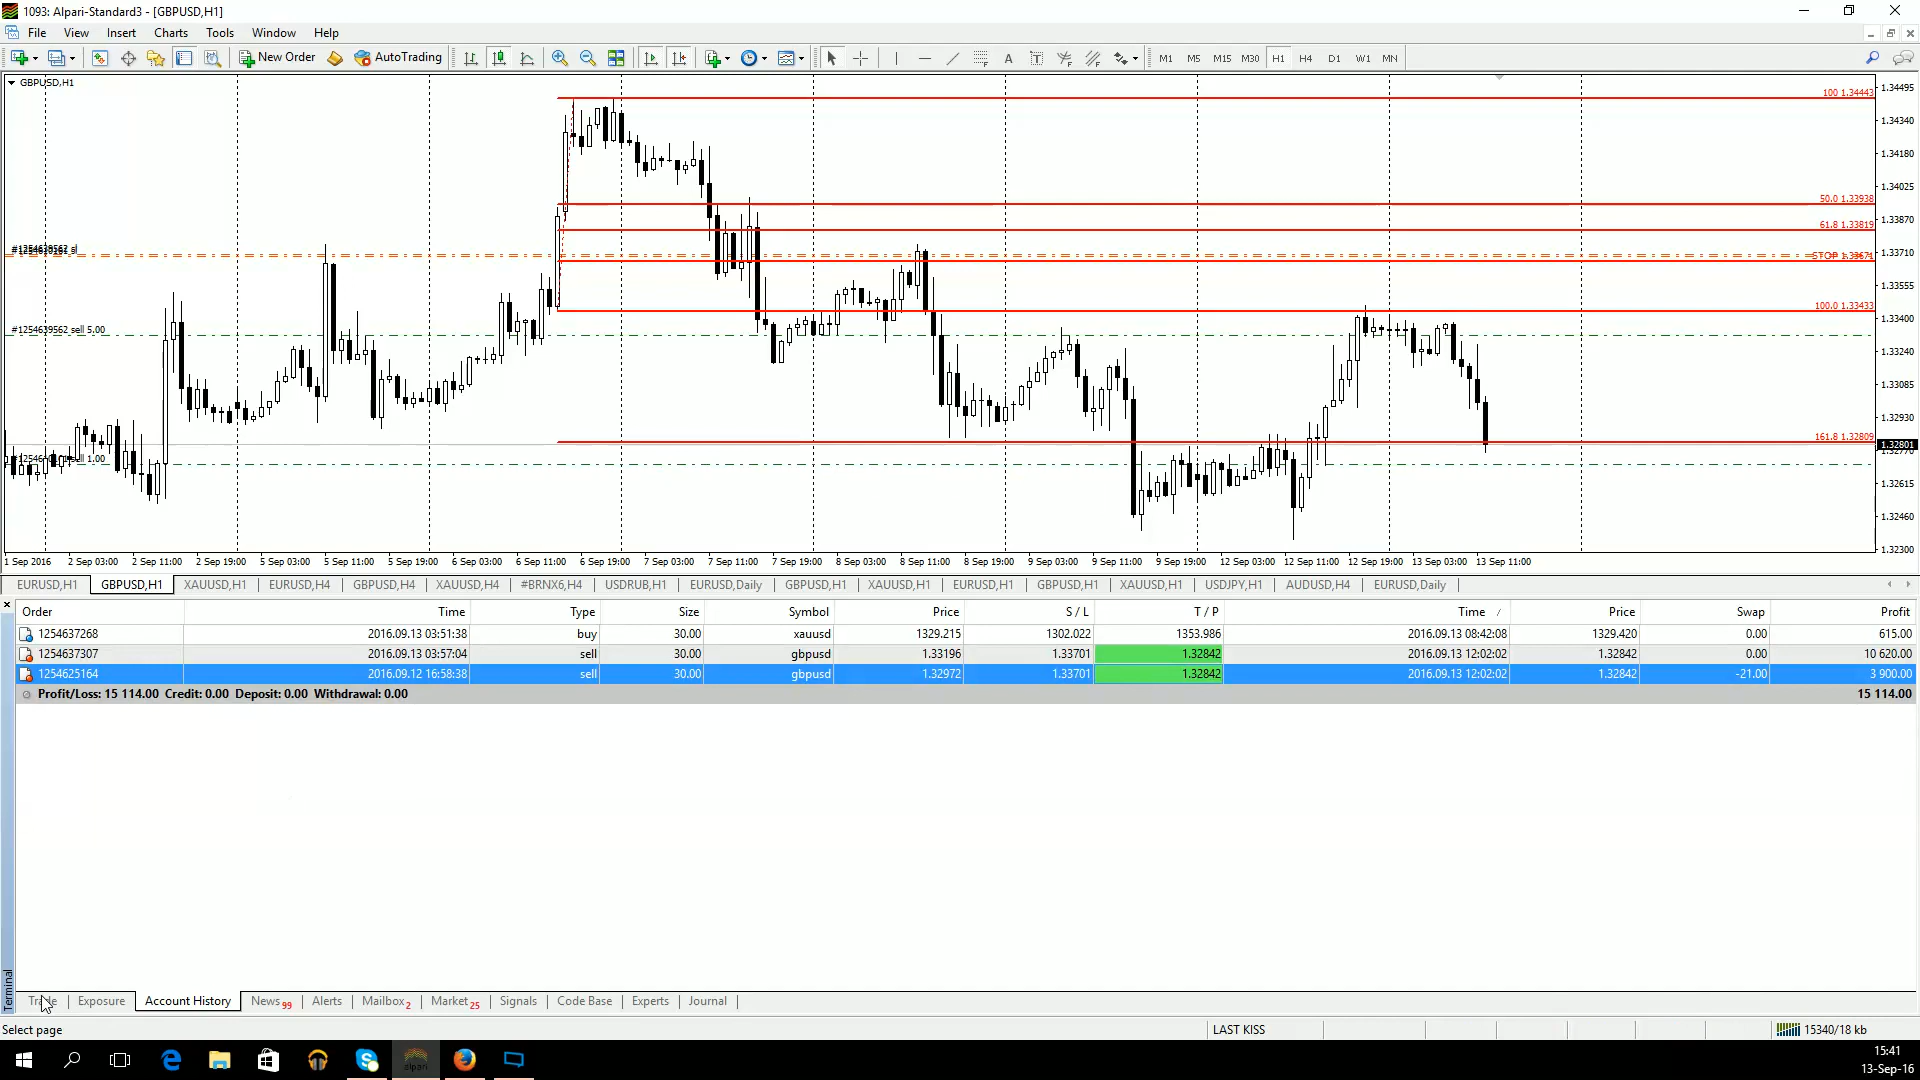 1093: Alpari-Standard3 - [GBPUSD,H1]
File View Insert Charts Tools Window Help
New Order AutoTrading A T M1 M5 M15 M30 H1 H4 D1 W1 MN
GBPUSD,H1
100 1.34443
50.0 1.33938
61.8 1.33819
STOP
100.0 1.33433
161.8 1.32809
#1254639562 sell 5.00
sell 1.00
1.34495
1.34340
1.34180
1.34025
1.33870
1.33710
1.33555
1.33400
1.33240
1.33085
1.32930
1.32801
1.32615
1.32460
1.32300
1 Sep 2016 2 Sep 03:00 2 Sep 11:00 2 Sep 19:00 5 Sep 03:00 5 Sep 11:00 5 Sep 19:00 6 Sep 03:00 6 Sep 11:00 6 Sep 19:00 7 Sep 03:00 7 Sep 11:00 7 Sep 19:00 8 Sep 03:00 8 Sep 11:00 8 Sep 19:00 9 Sep 03:00 9 Sep 11:00 9 Sep 19:00 12 Sep 03:00 12 Sep 11:00 12 Sep 19:00 13 Sep 03:00 13 Sep 11:00
EURUSD,H1 GBPUSD,H1 XAUUSD,H1 EURUSD,H4 GBPUSD,H4 XAUUSD,H4 #BRNX6,H4 USDRUB,H1 EURUSD,Daily GBPUSD,H1 XAUUSD,H1 EURUSD,H1 GBPUSD,H1 XAUUSD,H1 USDJPY,H1 AUDUSD,H4 EURUSD,Daily
Order Time Type Size Symbol Price S / L T / P Time / Price Swap Profit
1254637268 2016.09.13 03:51:38 buy 30.00 xauusd 1329.215 1302.022 1353.986 2016.09.13 08:42:08 1329.420 0.00 615.00
1254637307 2016.09.13 03:57:04 sell 30.00 gbpusd 1.33196 1.33701 1.32842 2016.09.13 12:02:02 1.32842 0.00 10 620.00
1254625164 2016.09.12 16:58:38 sell 30.00 gbpusd 1.32972 1.33701 1.32842 2016.09.13 12:02:02 1.32842 -21.00 3 900.00
Profit/Loss: 15 114.00 Credit: 0.00 Deposit: 0.00 Withdrawal: 0.00 15 114.00
Terminal
Trade Exposure Account History News 99 Alerts Mailbox 2 Market 25 Signals Code Base Experts Journal
Select page LAST KISS 15340/18 kb
alpari
15:41
13-Sep-16